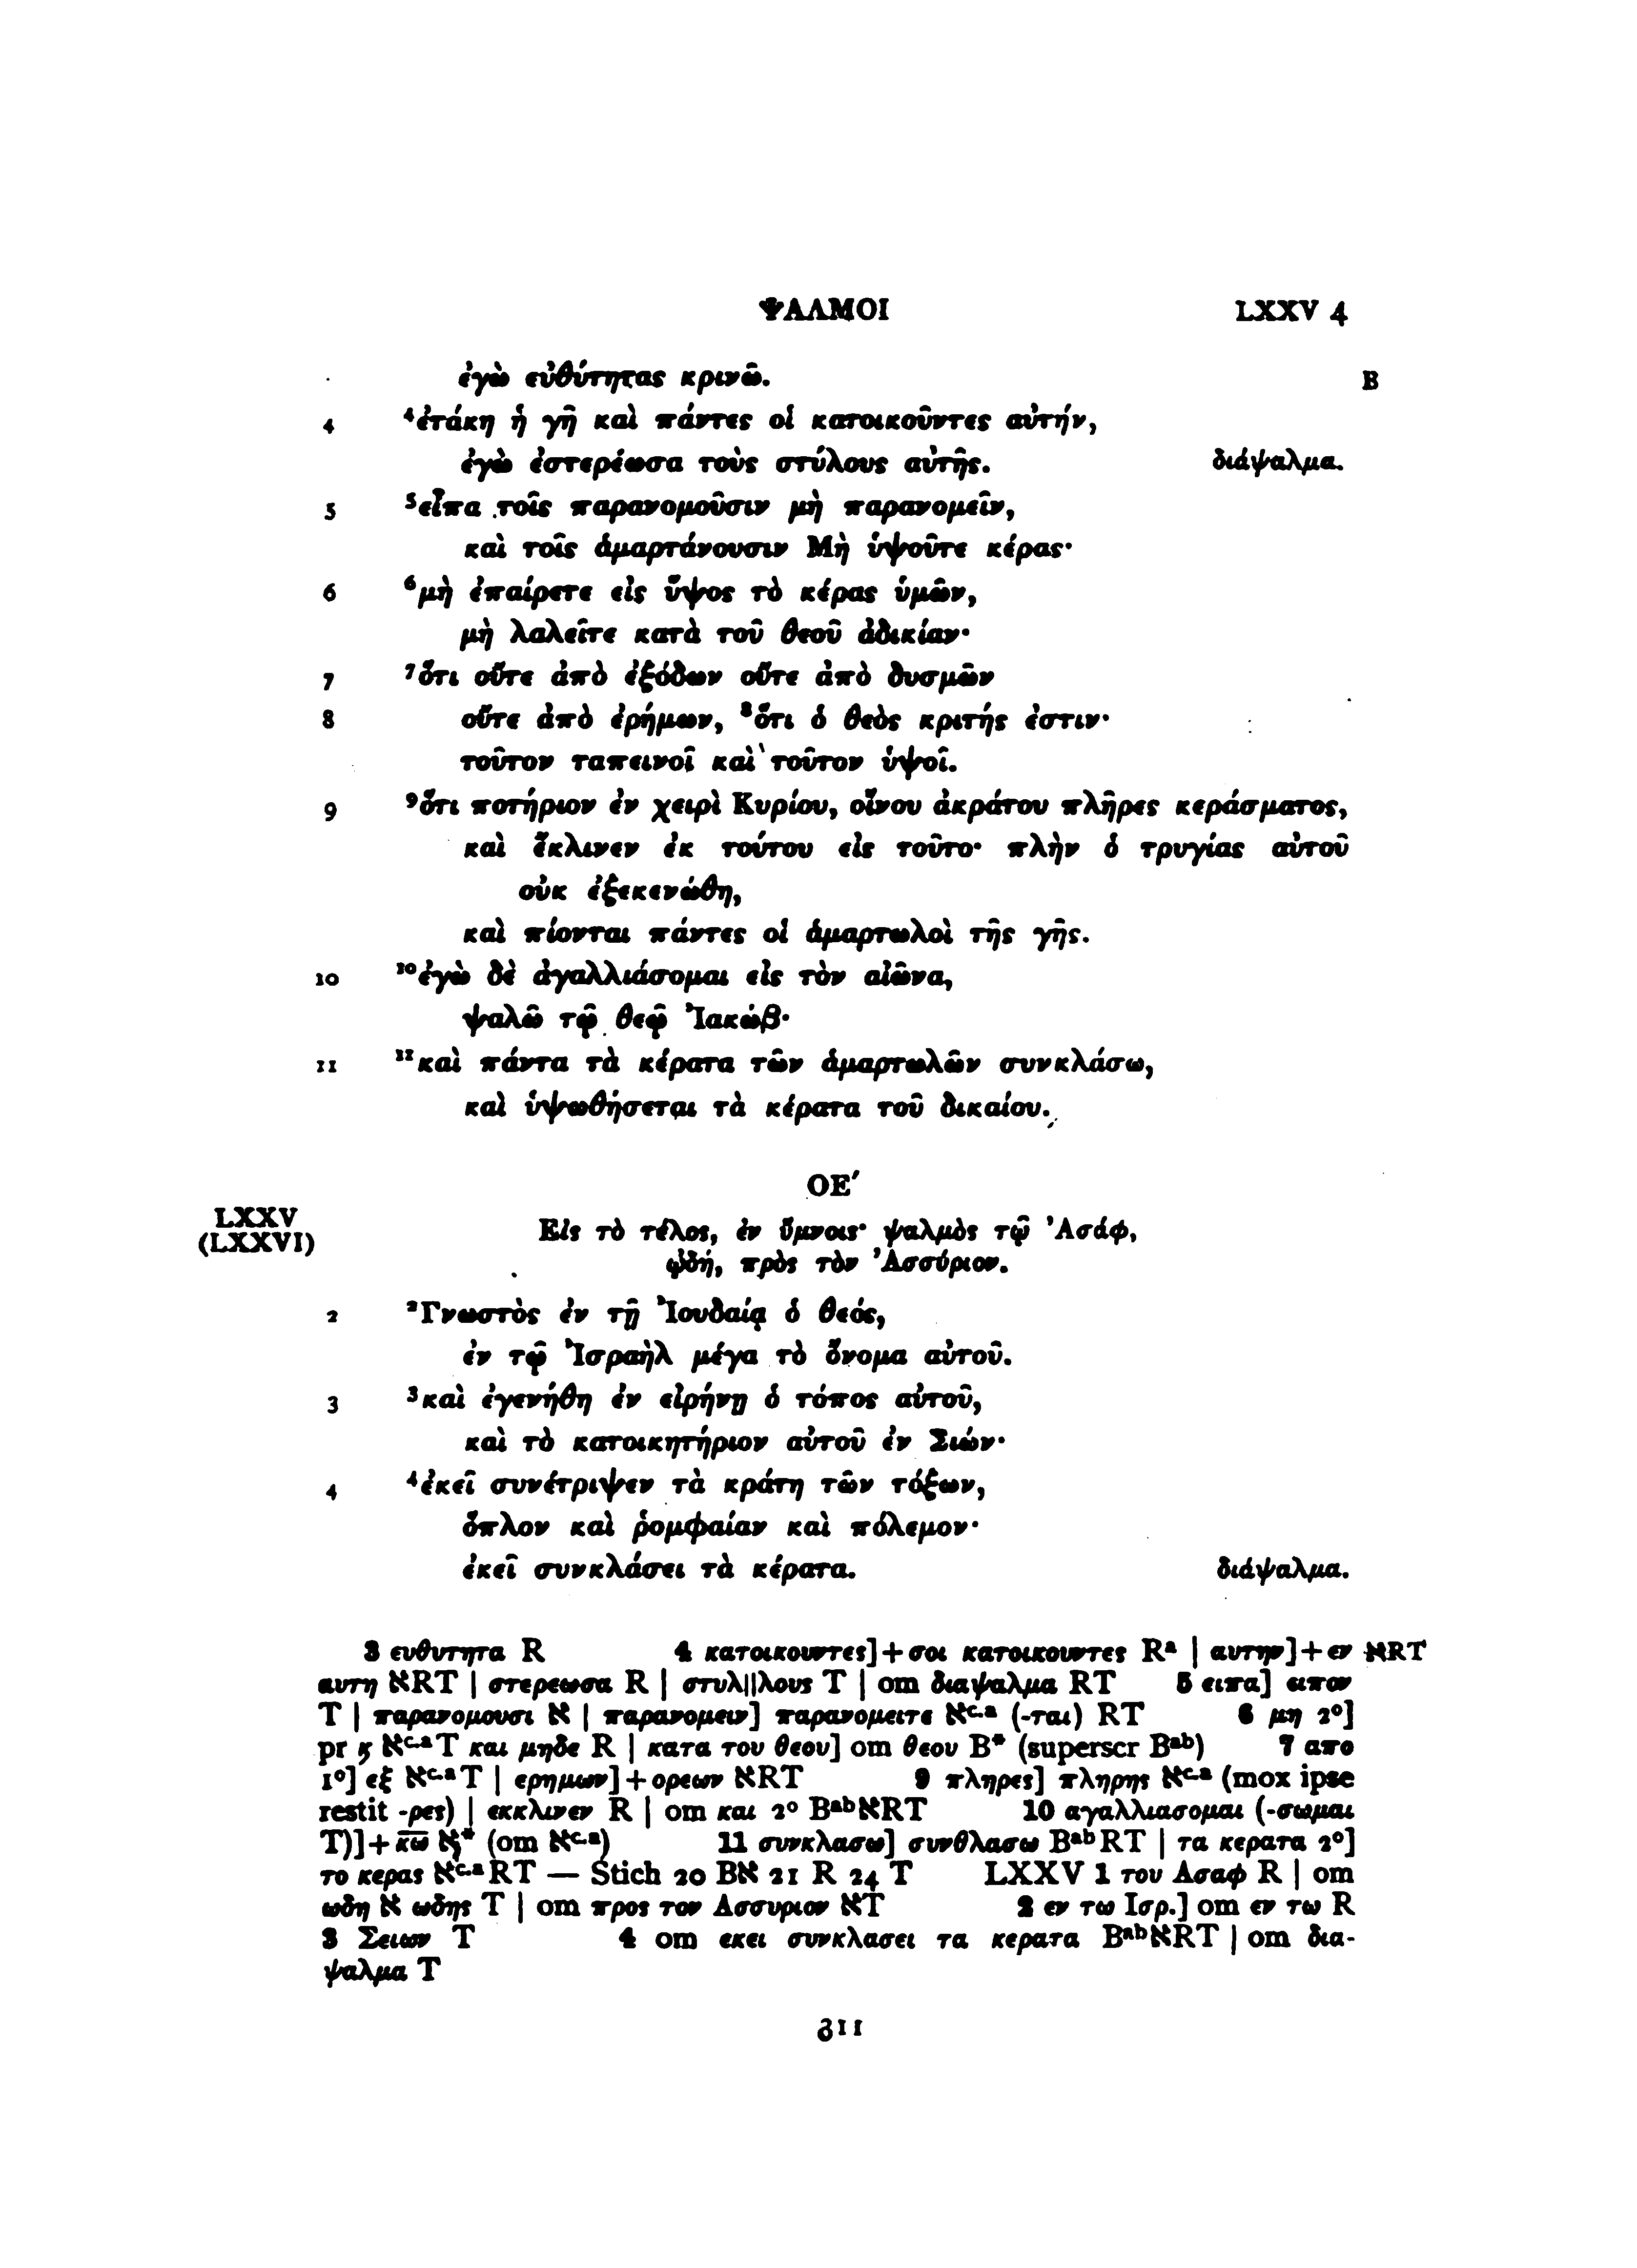 ΨΑΛΜΟΙ LXXV 4
ἐγὼ εὐθύτητας κρινῶ. B
4 ⁴ἐτάκη ἡ γῆ καὶ πάντες οἱ κατοικοῦντες αὐτήν,
ἐγὼ ἐστερέωσα τοὺς στύλους αὐτῆς. διάψαλμα.
5 ⁵εἶπα τοῖς παρανομοῦσιν μὴ παρανομεῖν,
καὶ τοῖς ἁμαρτάνουσιν Μὴ ὑψοῦτε κέρας·
6 ⁶μὴ ἐπαίρετε εἰς ὕψος τὸ κέρας ὑμῶν,
μὴ λαλεῖτε κατὰ τοῦ θεοῦ ἀδικίαν·
7 ⁷ὅτι οὔτε ἀπὸ ἐξόδων οὔτε ἀπὸ δυσμῶν
8 οὔτε ἀπὸ ἐρήμων, ⁸ὅτι ὁ θεὸς κριτής ἐστιν·
τοῦτον ταπεινοῖ καὶ τοῦτον ὑψοῖ.
9 ⁹ὅτι ποτήριον ἐν χειρὶ Κυρίου, οἴνου ἀκράτου πλῆρες κεράσματος,
καὶ ἔκλινεν ἐκ τούτου εἰς τοῦτο· πλὴν ὁ τρυγίας αὐτοῦ
οὐκ ἐξεκενώθη,
καὶ πίονται πάντες οἱ ἁμαρτωλοὶ τῆς γῆς.
10 ¹⁰ἐγὼ δὲ ἀγαλλιάσομαι εἰς τὸν αἰῶνα,
ψαλῶ τῷ θεῷ Ἰακώβ·
11 ¹¹καὶ πάντα τὰ κέρατα τῶν ἁμαρτωλῶν συνκλάσω,
καὶ ὑψωθήσεται τὰ κέρατα τοῦ δικαίου.
ΟΕ′
LXXV
(LXXVI)
Εἰς τὸ τέλος, ἐν ὕμνοις· ψαλμὸς τῷ Ἀσάφ,
ᾠδή, πρὸς τὸν Ἀσσύριον.
2 ²Γνωστὸς ἐν τῇ Ἰουδαίᾳ ὁ θεός,
ἐν τῷ Ἰσραὴλ μέγα τὸ ὄνομα αὐτοῦ.
3 ³καὶ ἐγενήθη ἐν εἰρήνῃ ὁ τόπος αὐτοῦ,
καὶ τὸ κατοικητήριον αὐτοῦ ἐν Σιών·
4 ⁴ἐκεῖ συνέτριψεν τὰ κράτη τῶν τόξων,
ὅπλον καὶ ῥομφαίαν καὶ πόλεμον·
ἐκεῖ συνκλάσει τὰ κέρατα. διάψαλμα.
3 ευθυτητα R 4 κατοικουντες]+σοι κατοικουντες Rᵃ | αυτην]+εν ℵRT
αυτη ℵRT | στερεωσα R | στυλ||λους T | om διαψαλμα RT 5 ειπα] ειπον
T | παρανομουσι ℵ | παρανομειν] παρανομειτε ℵᶜ·ᵃ (-ται) RT 6 μη 2°]
pr ϗ ℵᶜ·ᵃT και μηδε R | κατα του θεου] om θεου B* (superscr Bᵃᵇ) 7 απο
1°] εξ ℵᶜ·ᵃT | ερημων]+ορεων ℵRT 9 πληρες] πληρης ℵᶜ·ᵃ (mox ipse
restit -ρες) | εκκλινεν R | om και 2° BᵃᵇℵRT 10 αγαλλιασομαι (-σωμαι
T)]+κ̅ω̅ ℵ* (om ℵᶜ·ᵃ) 11 συνκλασω] συνθλασω BᵃᵇRT | τα κερατα 2°]
το κερας ℵᶜ·ᵃRT — Stich 20 Bℵ 21 R 24 T LXXV 1 του Ασαφ R | om
ωδη ℵ ωδης T | om προς τον Ασσυριον ℵT 2 εν τω Ισρ.] om εν τω R
3 Σειων T 4 om εκει συνκλασει τα κερατα BᵃᵇℵRT | om δια-
ψαλμα T
311